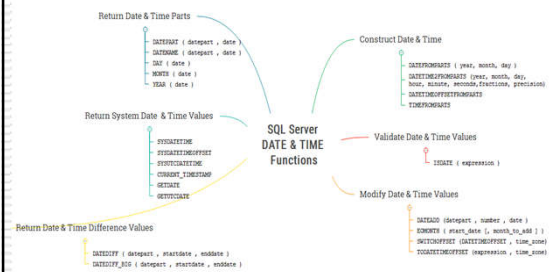 Return Date & Time Parts
DATEPART ( datepart , date )
DATENAME ( datepart , date )
DAY ( date )
MONTH ( date )
YEAR ( date )
Return System Date & Time Values
SYSDATETIME
SYSDATETIMEOFFSET
SYSUTCDATETIME
CURRENT_TIMESTAMP
GETDATE
GETUTCDATE
Return Date & Time Difference Values
DATEDIFF ( datepart , startdate , enddate )
DATEDIFF_BIG ( datepart , startdate , enddate )
SQL Server
DATE & TIME
Functions
Construct Date & Time
DATEFROMPARTS ( year, month, day )
DATETIME2FROMPARTS (year, month, day,
hour, minute, seconds,fractions, precision)
DATETIMEOFFSETFROMPARTS
TIMEFROMPARTS
Validate Date & Time Values
ISDATE ( expression )
Modify Date & Time Values
DATEADD (datepart , number , date )
EOMONTH ( start_date [, month_to_add ] )
SWITCHOFFSET (DATETIMEOFFSET , time_zone)
TODATETIMEOFFSET (expression , time_zone)